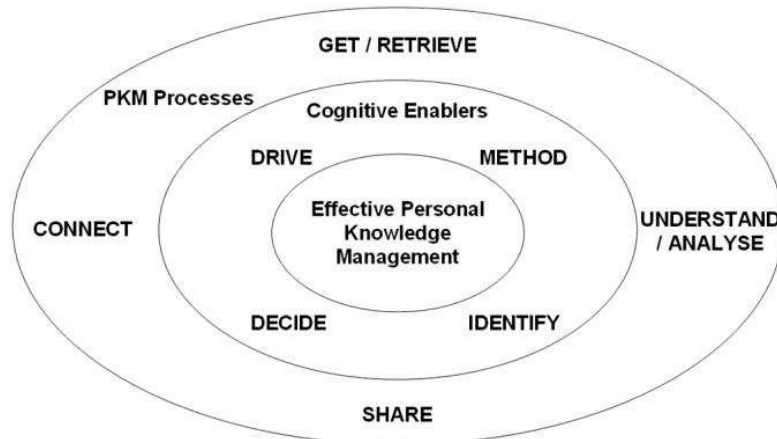 GET / RETRIEVE
PKM Processes
Cognitive Enablers
DRIVE
METHOD
Effective Personal
Knowledge
Management
CONNECT
UNDERSTAND
/ ANALYSE
DECIDE
IDENTIFY
SHARE